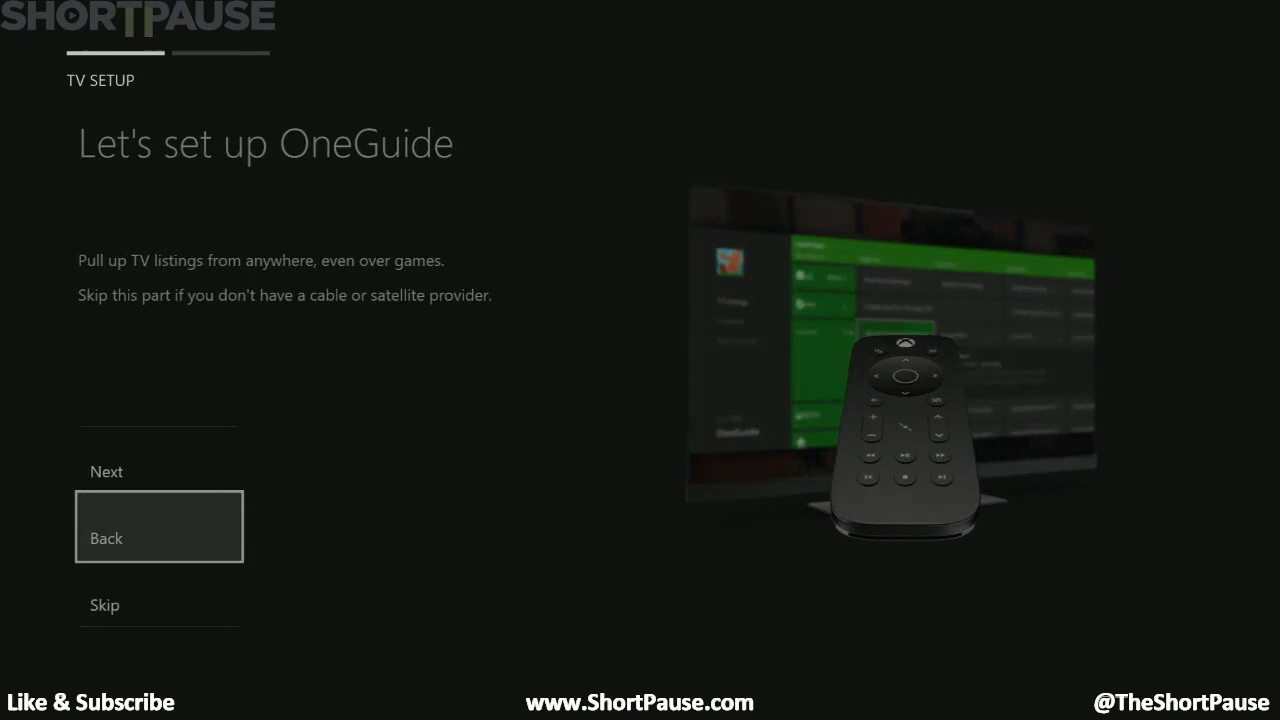 SHORTPAUSE
TV SETUP
Let's set up OneGuide
Pull up TV listings from anywhere, even over games.
Skip this part if you don't have a cable or satellite provider.
OneGuide
Next
Back
Skip
Like & Subscribe
www.ShortPause.com
@TheShortPause